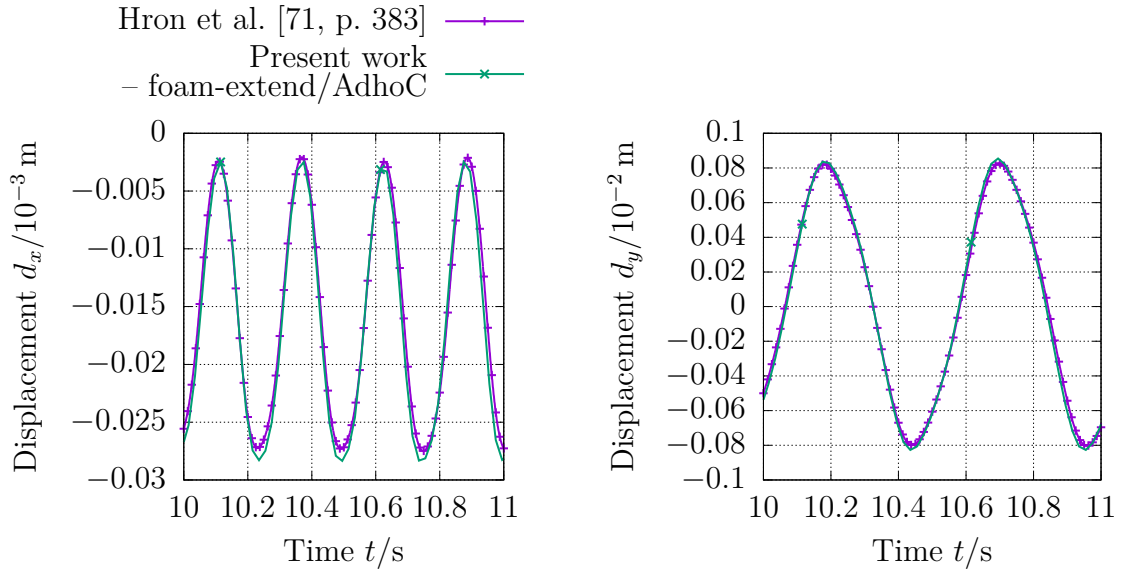 Hron et al. [71, p. 383]
Present work
– foam-extend/AdhoC
0
−0.005
−0.01
−0.015
−0.02
−0.025
−0.03
10 10.2 10.4 10.6 10.8 11
Time t/s
Displacement dₓ/10⁻³ m
0.1
0.08
0.06
0.04
0.02
0
−0.02
−0.04
−0.06
−0.08
−0.1
10 10.2 10.4 10.6 10.8 11
Time t/s
Displacement d_y/10⁻² m